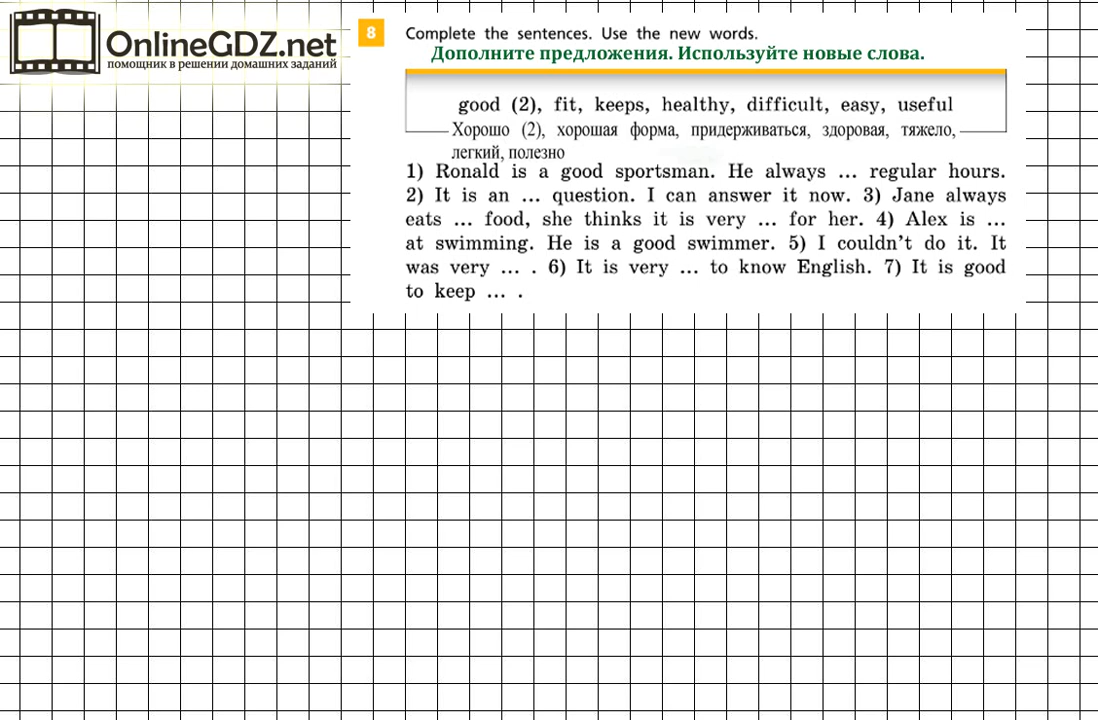 OnlineGDZ.net
помощник в решении домашних заданий
8 Complete the sentences. Use the new words.
Дополните предложения. Используйте новые слова.
good (2), fit, keeps, healthy, difficult, easy, useful
Хорошо (2), хорошая форма, придерживаться, здоровая, тяжело,
легкий, полезно
1) Ronald is a good sportsman. He always ... regular hours.
2) It is an ... question. I can answer it now. 3) Jane always
eats ... food, she thinks it is very ... for her. 4) Alex is ...
at swimming. He is a good swimmer. 5) I couldn't do it. It
was very ... . 6) It is very ... to know English. 7) It is good
to keep ... .